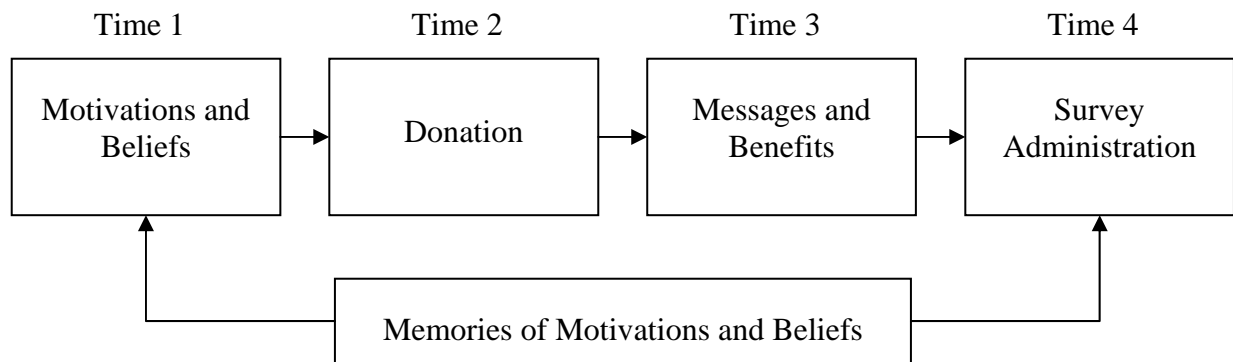 Time 1 Time 2 Time 3 Time 4
Motivations and
Beliefs
Donation
Messages and
Benefits
Survey
Administration
Memories of Motivations and Beliefs